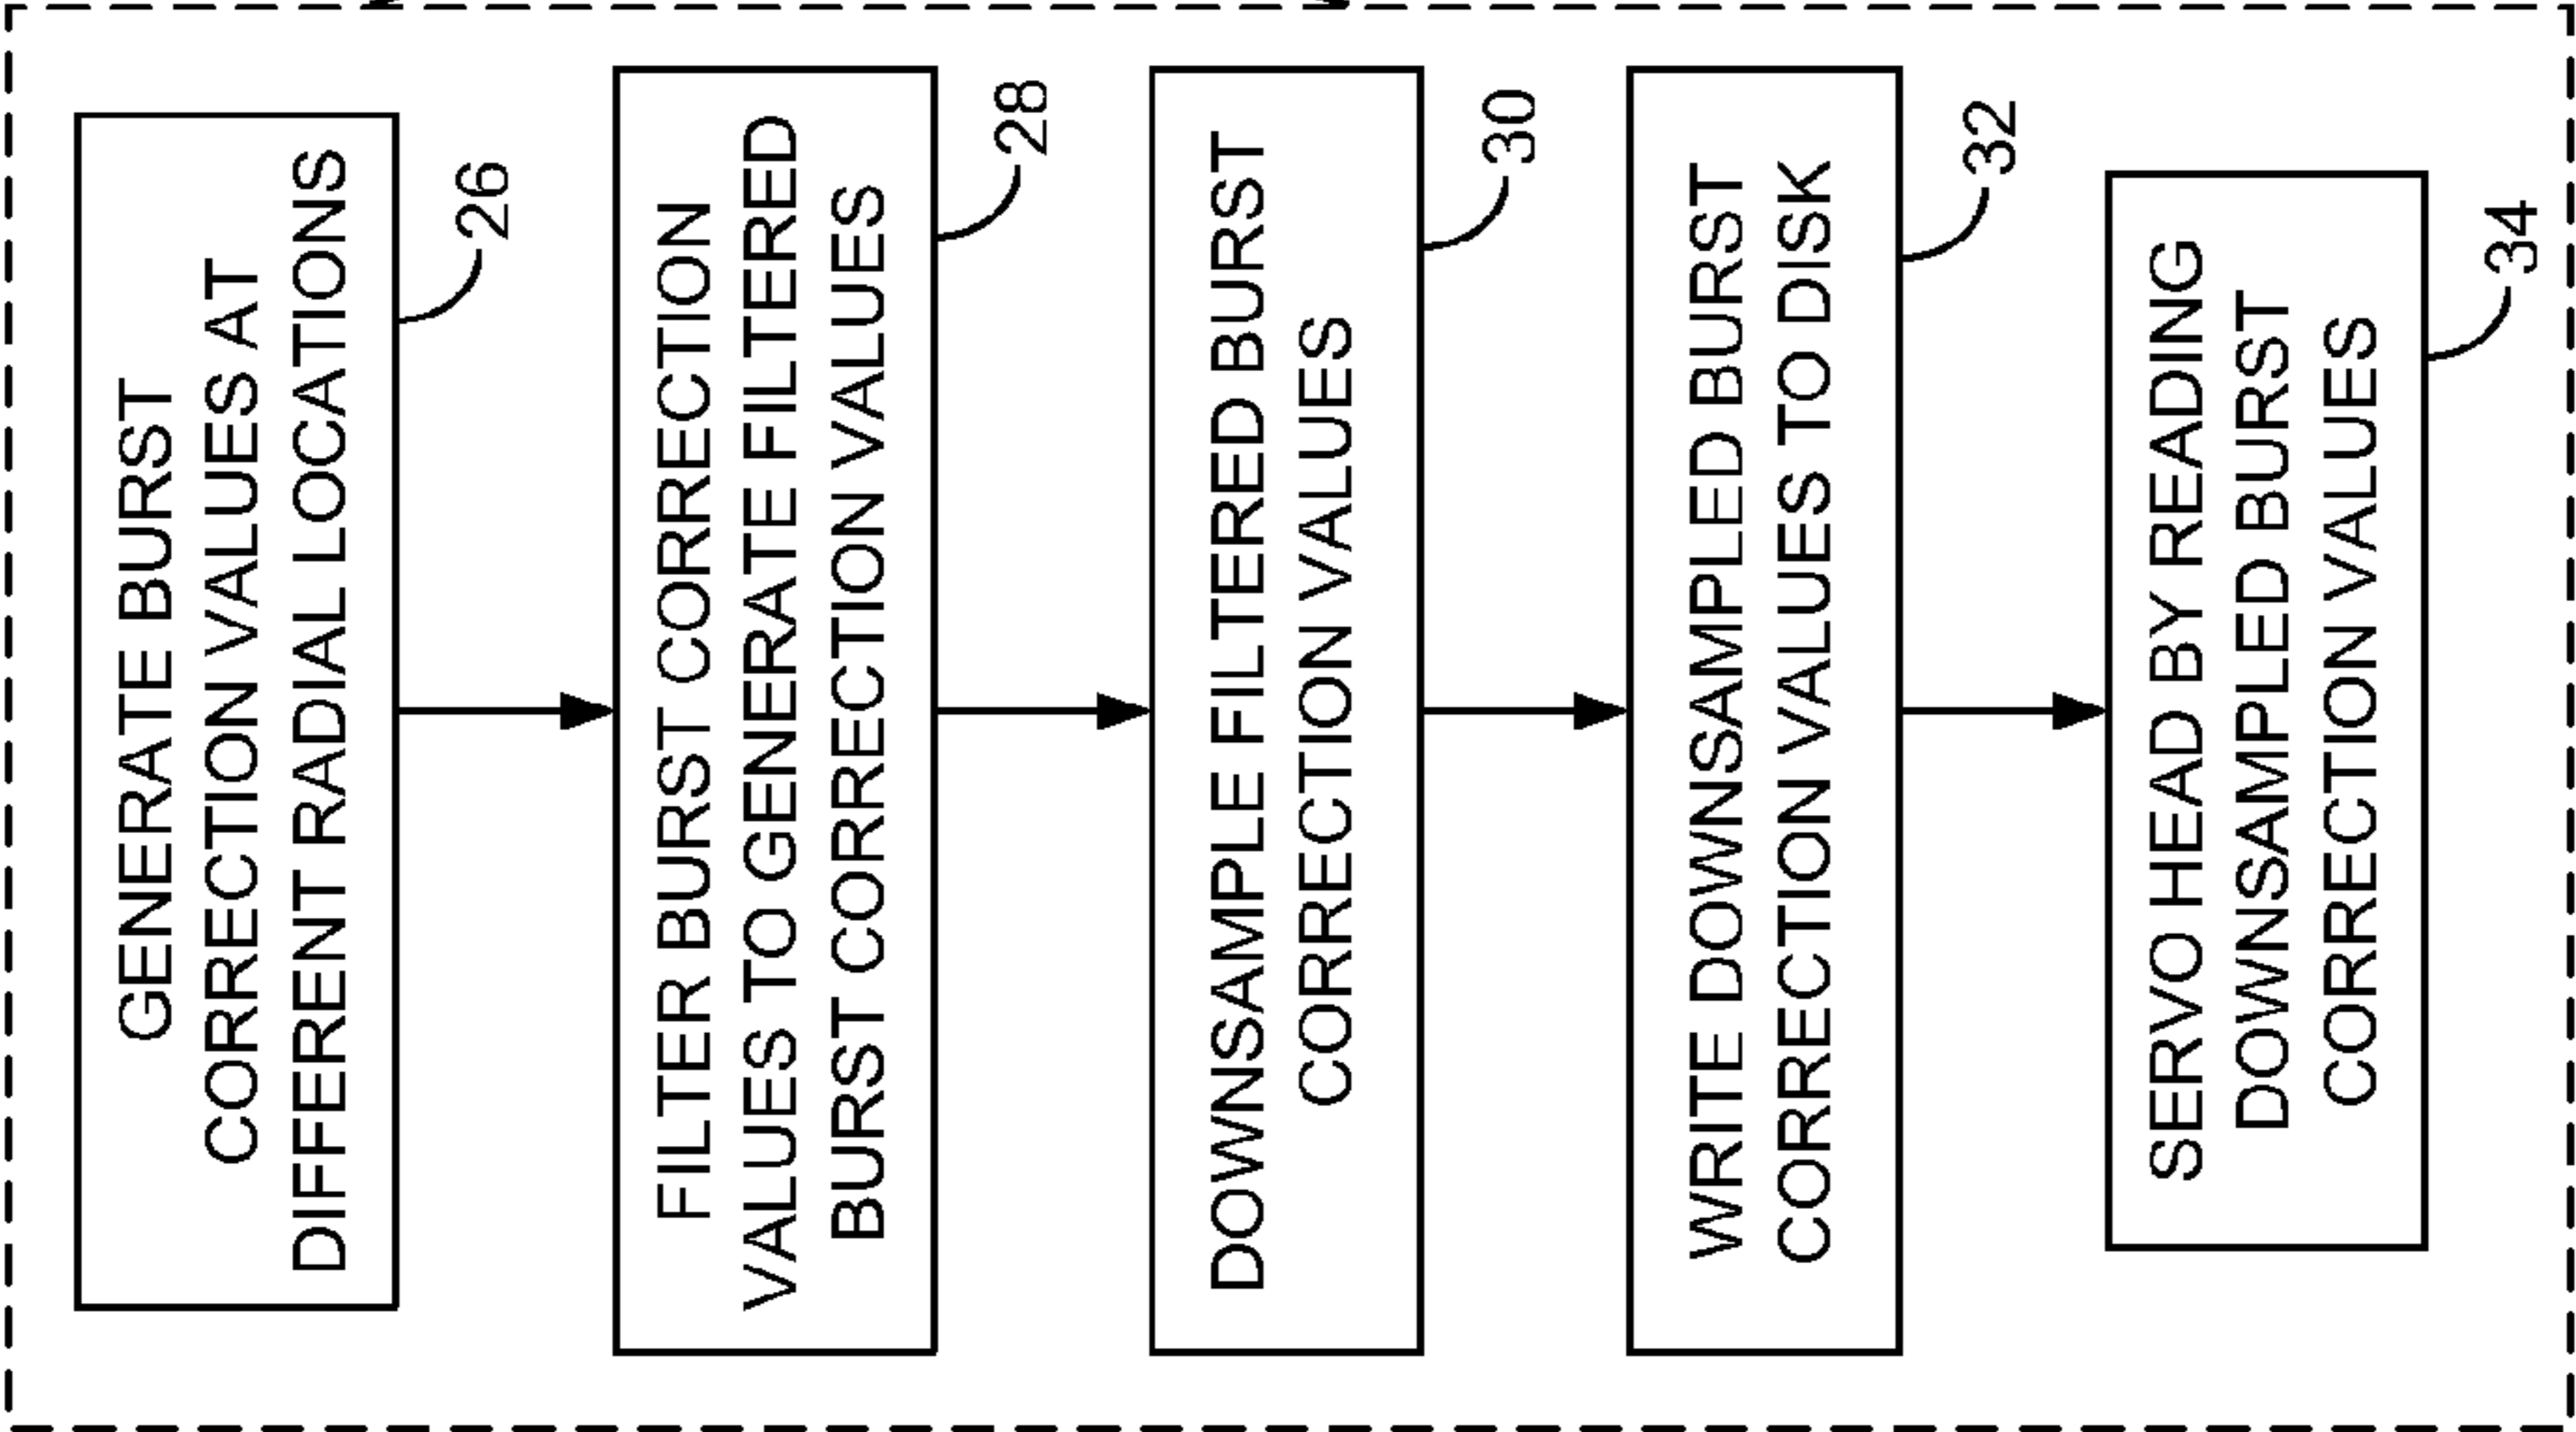 GENERATE BURST
CORRECTION VALUES AT
DIFFERENT RADIAL LOCATIONS
26
FILTER BURST CORRECTION
VALUES TO GENERATE FILTERED
BURST CORRECTION VALUES
28
DOWNSAMPLE FILTERED BURST
CORRECTION VALUES
30
WRITE DOWNSAMPLED BURST
CORRECTION VALUES TO DISK
32
SERVO HEAD BY READING
DOWNSAMPLED BURST
CORRECTION VALUES
34